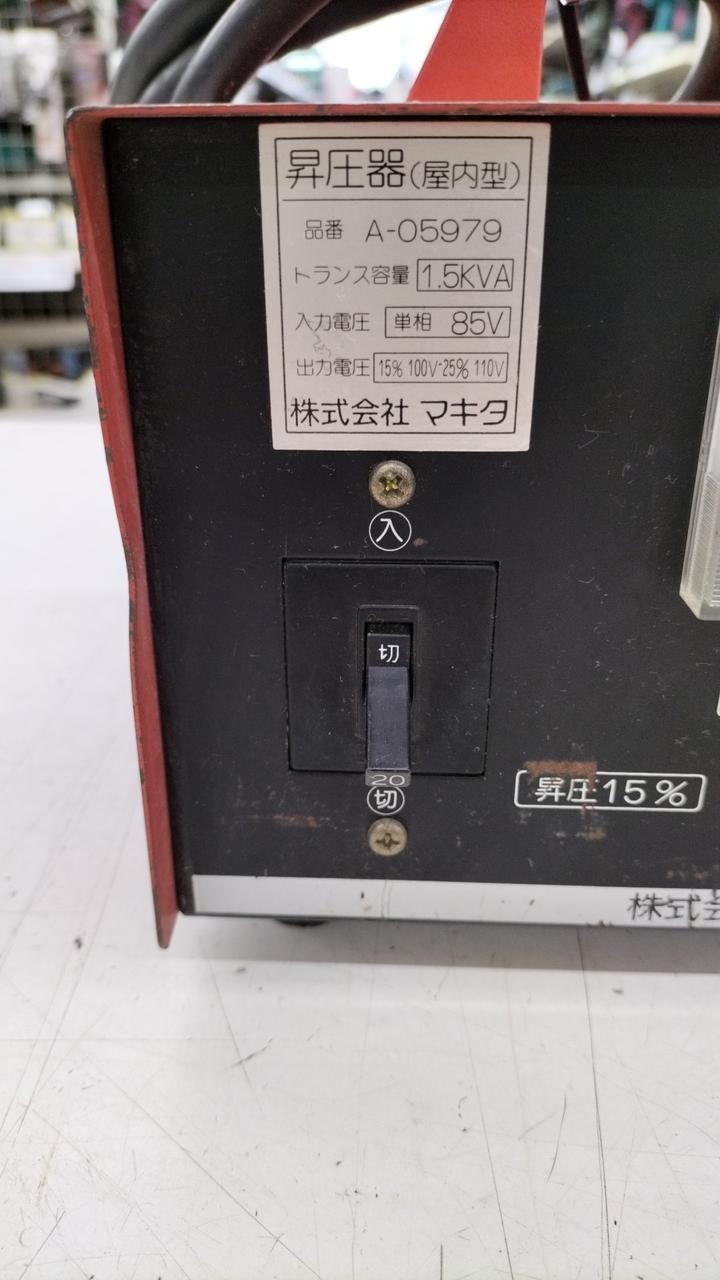 昇圧器(屋内型)
品番 A-05979
トランス容量 1.5KVA
入力電圧 単相 85V
出力電圧 15% 100V・25% 110V
株式会社 マキタ
入
切
20
切
昇圧15%
株式会